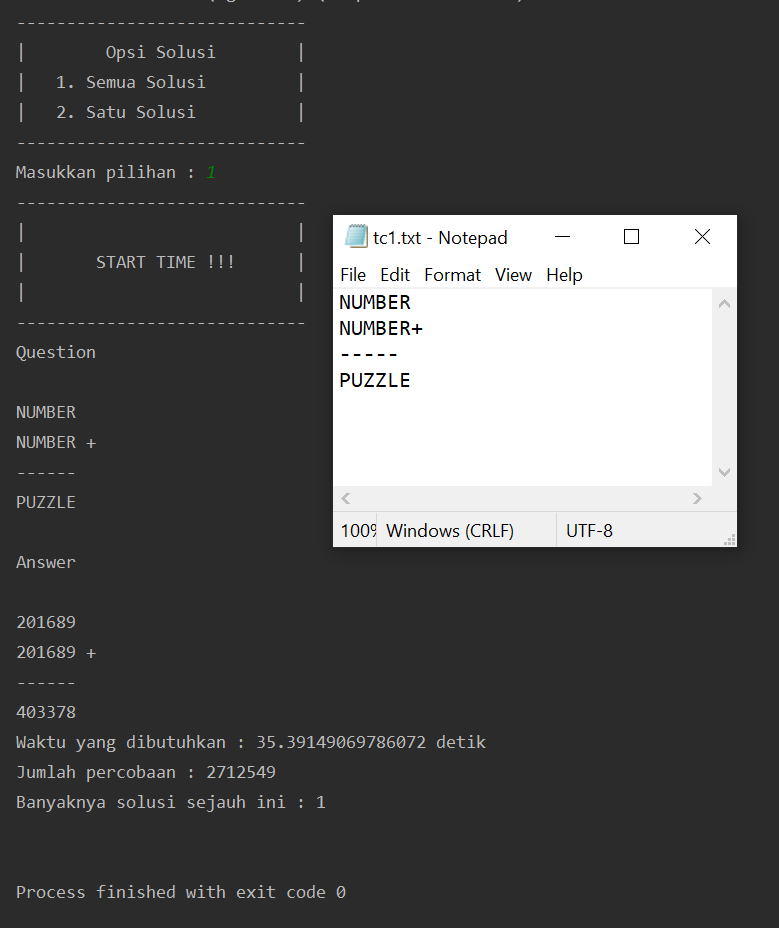 -----------------------------
|        Opsi Solusi        |
|   1. Semua Solusi         |
|   2. Satu Solusi          |
-----------------------------
Masukkan pilihan : 1
-----------------------------
|                           |
|       START TIME !!!      |
|                           |
-----------------------------
Question
NUMBER
NUMBER +
------
PUZZLE
Answer
201689
201689 +
------
403378
Waktu yang dibutuhkan : 35.39149069786072 detik
Jumlah percobaan : 2712549
Banyaknya solusi sejauh ini : 1
Process finished with exit code 0
tc1.txt - Notepad
File Edit Format View Help
NUMBER
NUMBER+
-----
PUZZLE
Windows (CRLF)
UTF-8